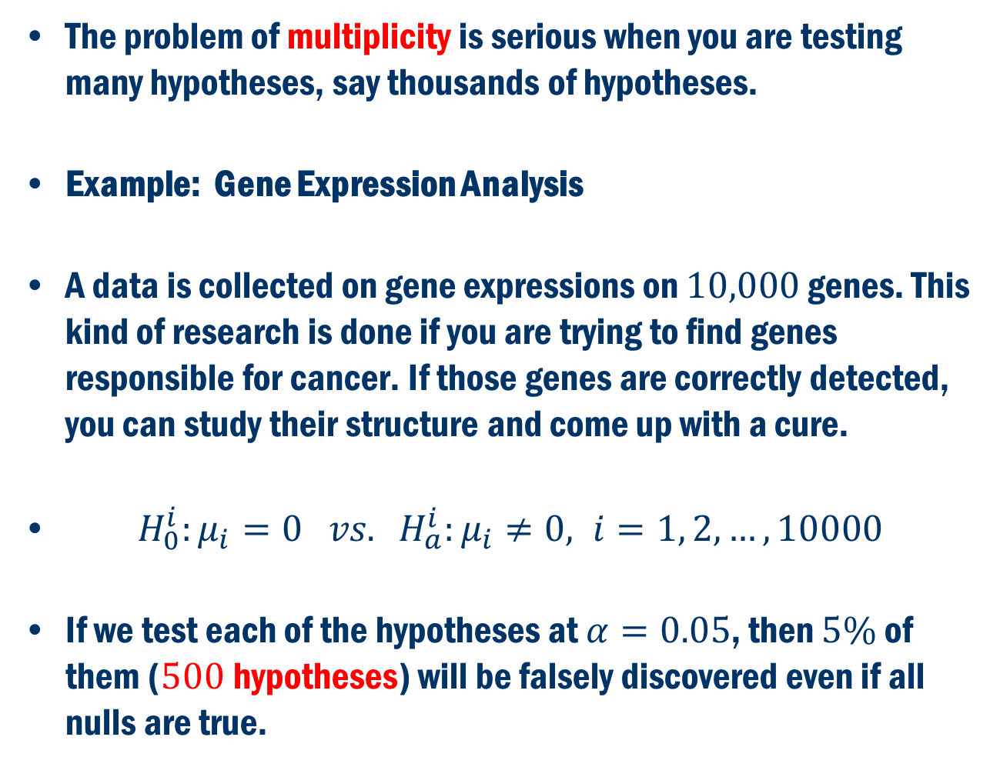 • The problem of multiplicity is serious when you are testing
many hypotheses, say thousands of hypotheses.
• Example: Gene Expression Analysis
• A data is collected on gene expressions on 10,000 genes. This
kind of research is done if you are trying to find genes
responsible for cancer. If those genes are correctly detected,
you can study their structure and come up with a cure.
• $H_0^i: \mu_i = 0 \;\; vs. \;\; H_a^i: \mu_i \neq 0, \; i = 1, 2, \ldots, 10000$
• If we test each of the hypotheses at $\alpha = 0.05$, then 5% of
them (500 hypotheses) will be falsely discovered even if all
nulls are true.